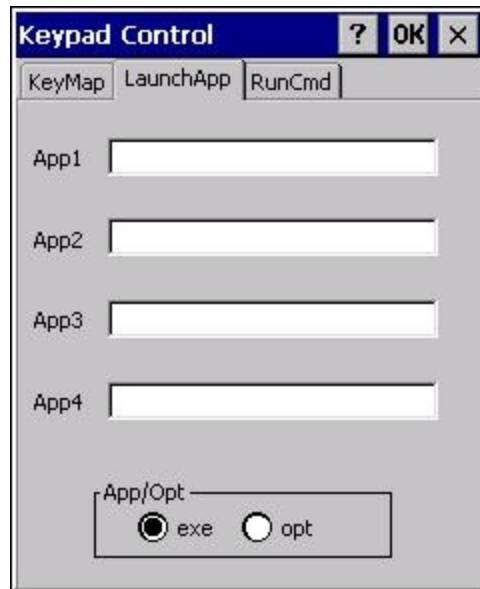 Keypad Control ? OK ×
KeyMap LaunchApp RunCmd
App1
App2
App3
App4
App/Opt
exe opt